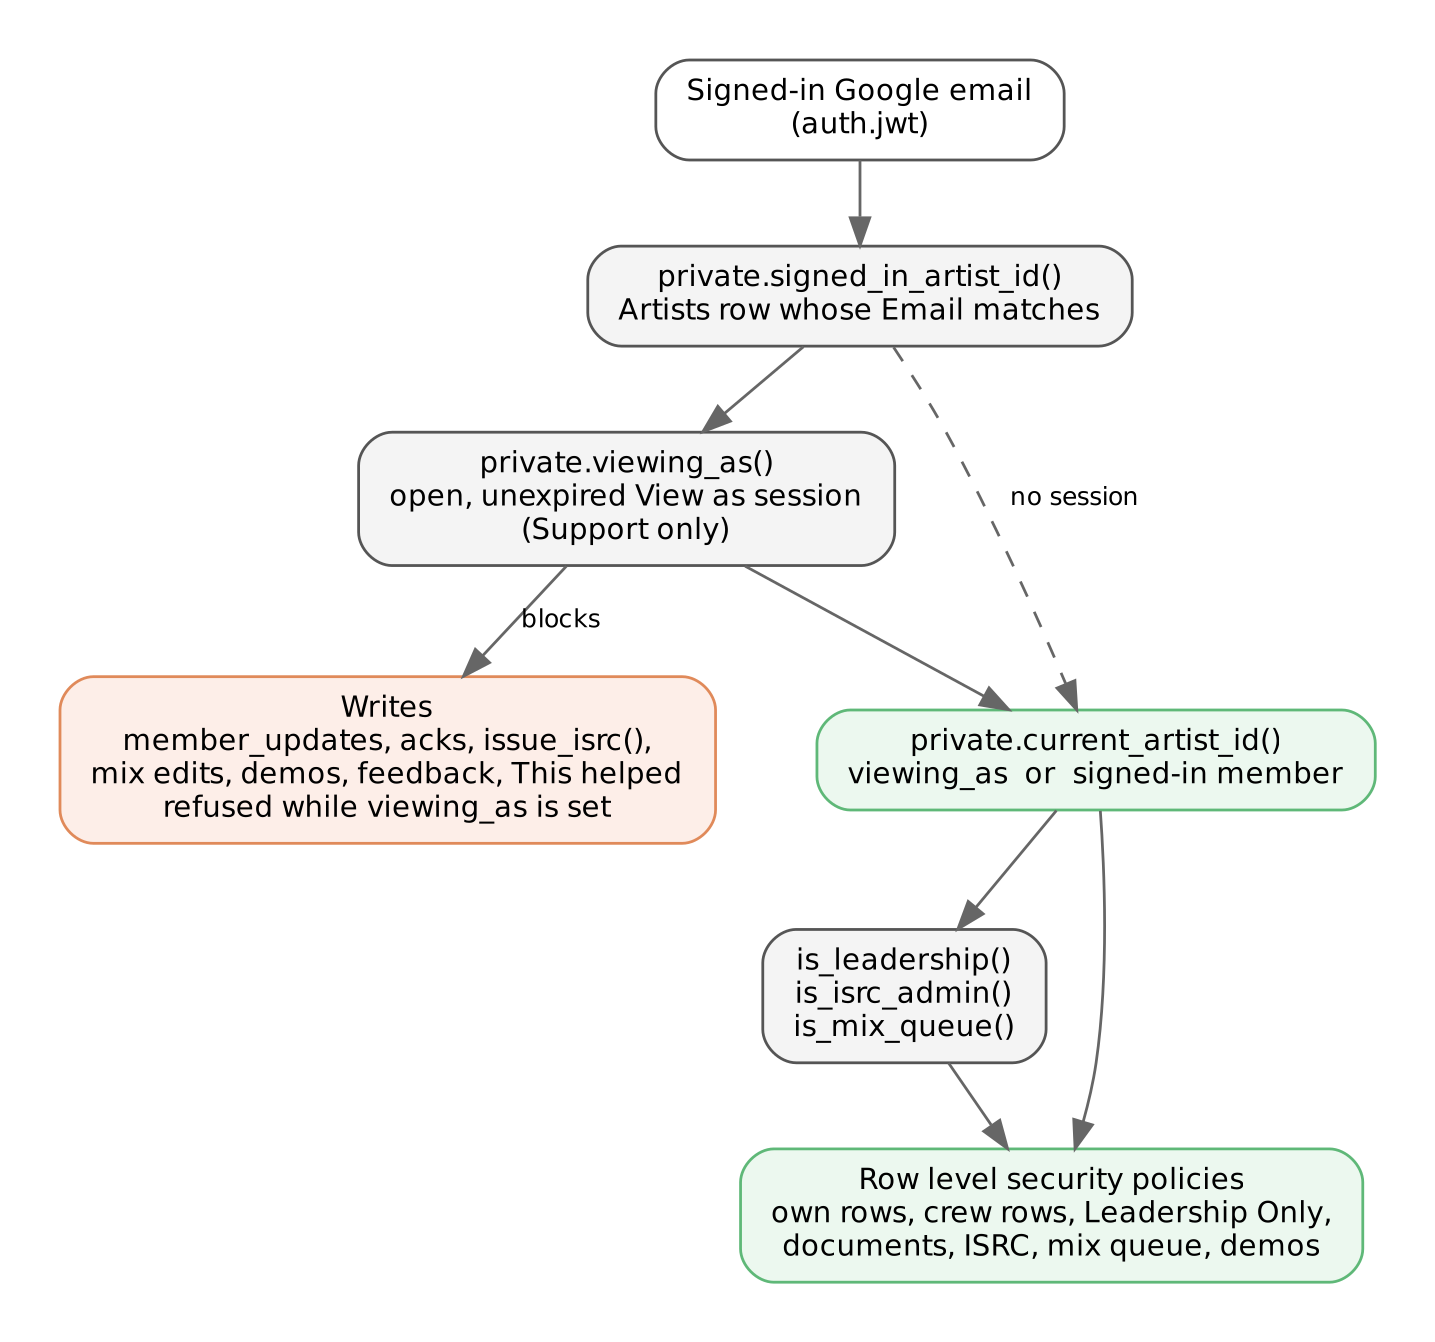 Signed-in Google email
(auth.jwt)
private.signed_in_artist_id()
Artists row whose Email matches
private.viewing_as()
open, unexpired View as session
(Support only)
no session
blocks
Writes
member_updates, acks, issue_isrc(),
mix edits, demos, feedback, This helped
refused while viewing_as is set
private.current_artist_id()
viewing_as  or  signed-in member
is_leadership()
is_isrc_admin()
is_mix_queue()
Row level security policies
own rows, crew rows, Leadership Only,
documents, ISRC, mix queue, demos